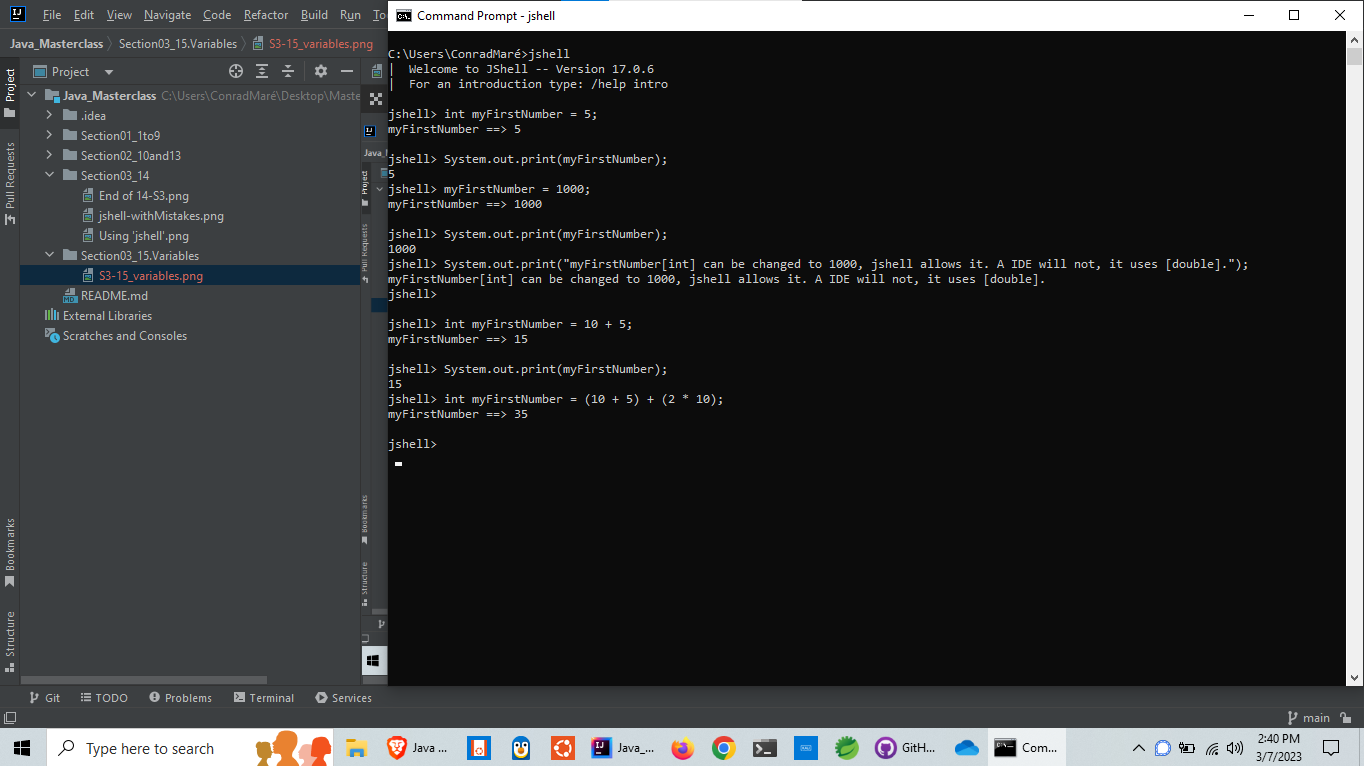 File Edit View Navigate Code Refactor Build Run To
Java_Masterclass Section03_15.Variables S3-15_variables.png
Project
Java_Masterclass C:\Users\ConradMaré\Desktop\Maste
.idea
Section01_1to9
Section02_10and13
Section03_14
End of 14-S3.png
jshell-withMistakes.png
Using 'jshell'.png
Section03_15.Variables
S3-15_variables.png
README.md
External Libraries
Scratches and Consoles
Project
Pull Requests
Bookmarks
Structure
Java_
Project
Pull Requests
Bookmarks
Structure
Command Prompt - jshell
C:\Users\ConradMaré>jshell
|  Welcome to JShell -- Version 17.0.6
|  For an introduction type: /help intro
jshell> int myFirstNumber = 5;
myFirstNumber ==> 5
jshell> System.out.print(myFirstNumber);
5
jshell> myFirstNumber = 1000;
myFirstNumber ==> 1000
jshell> System.out.print(myFirstNumber);
1000
jshell> System.out.print("myFirstNumber[int] can be changed to 1000, jshell allows it. A IDE will not, it uses [double].");
myFirstNumber[int] can be changed to 1000, jshell allows it. A IDE will not, it uses [double].
jshell>
jshell> int myFirstNumber = 10 + 5;
myFirstNumber ==> 15
jshell> System.out.print(myFirstNumber);
15
jshell> int myFirstNumber = (10 + 5) + (2 * 10);
myFirstNumber ==> 35
jshell>
Git TODO Problems Terminal Services
main
Type here to search
Java ...
Java_...
GitH...
Com...
2:40 PM
3/7/2023